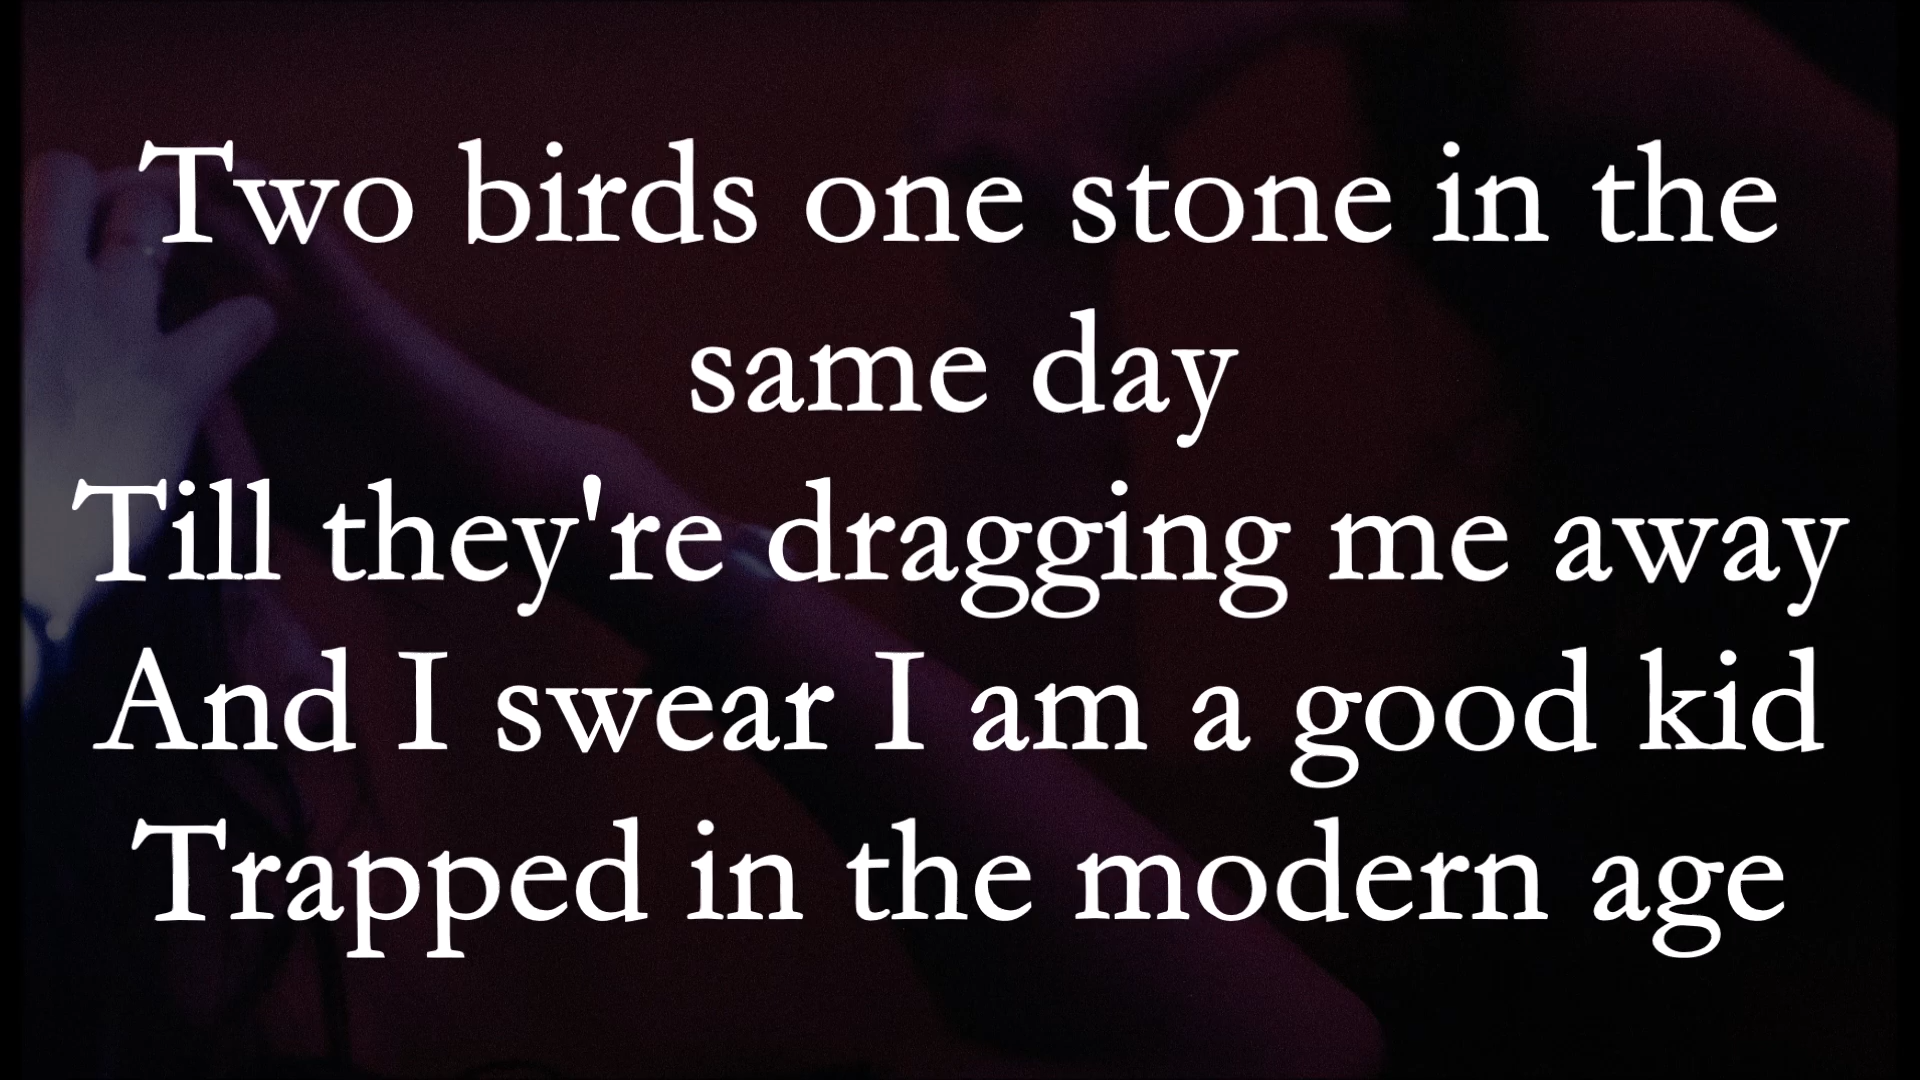 Two birds one stone in the
same day
Till they're dragging me away
And I swear I am a good kid
Trapped in the modern age